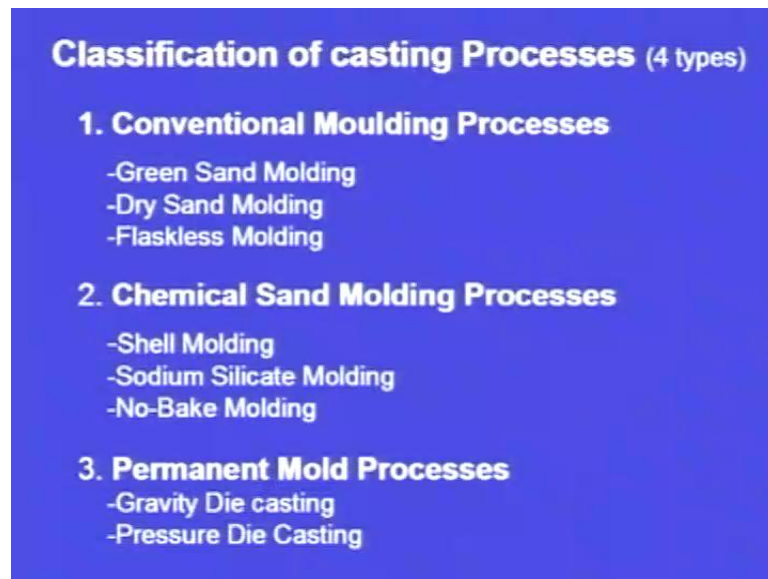 Classification of casting Processes (4 types)
1. Conventional Moulding Processes
-Green Sand Molding
-Dry Sand Molding
-Flaskless Molding
2. Chemical Sand Molding Processes
-Shell Molding
-Sodium Silicate Molding
-No-Bake Molding
3. Permanent Mold Processes
-Gravity Die casting
-Pressure Die Casting